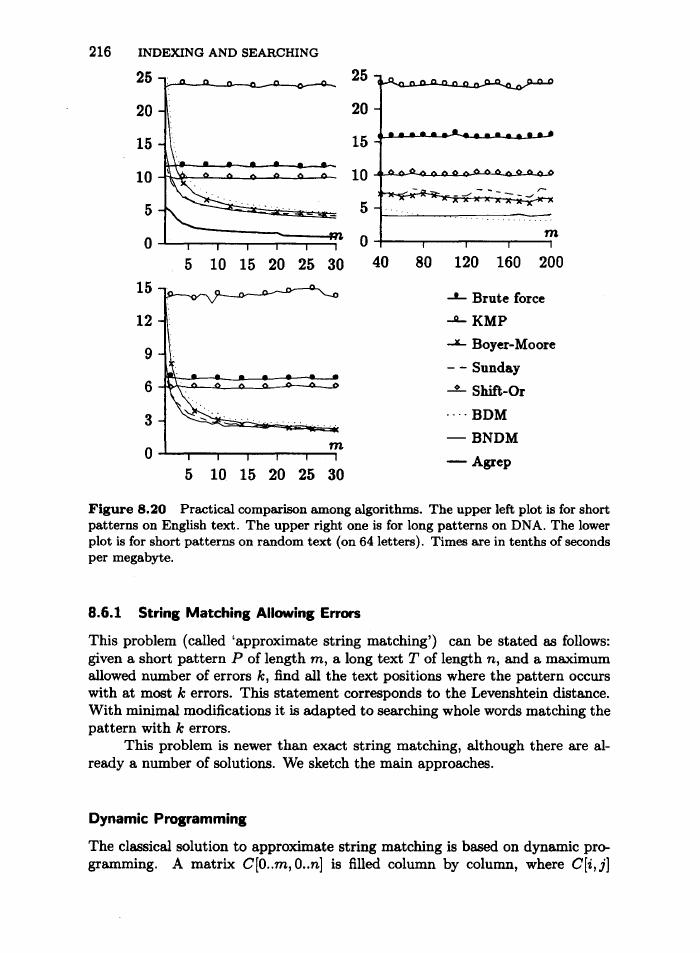 216 INDEXING AND SEARCHING
25
20
15
10
5
0
m
5 10 15 20 25 30
25
20
15
10
5
0
m
40 80 120 160 200
15
12
9
6
3
0
m
5 10 15 20 25 30
Brute force
KMP
Boyer-Moore
Sunday
Shift-Or
BDM
BNDM
Agrep
Figure 8.20 Practical comparison among algorithms. The upper left plot is for short
patterns on English text. The upper right one is for long patterns on DNA. The lower
plot is for short patterns on random text (on 64 letters). Times are in tenths of seconds
per megabyte.
8.6.1 String Matching Allowing Errors
This problem (called ‘approximate string matching’) can be stated as follows:
given a short pattern P of length m, a long text T of length n, and a maximum
allowed number of errors k, find all the text positions where the pattern occurs
with at most k errors. This statement corresponds to the Levenshtein distance.
With minimal modifications it is adapted to searching whole words matching the
pattern with k errors.
This problem is newer than exact string matching, although there are al-
ready a number of solutions. We sketch the main approaches.
Dynamic Programming
The classical solution to approximate string matching is based on dynamic pro-
gramming. A matrix C[0..m, 0..n] is filled column by column, where C[i, j]